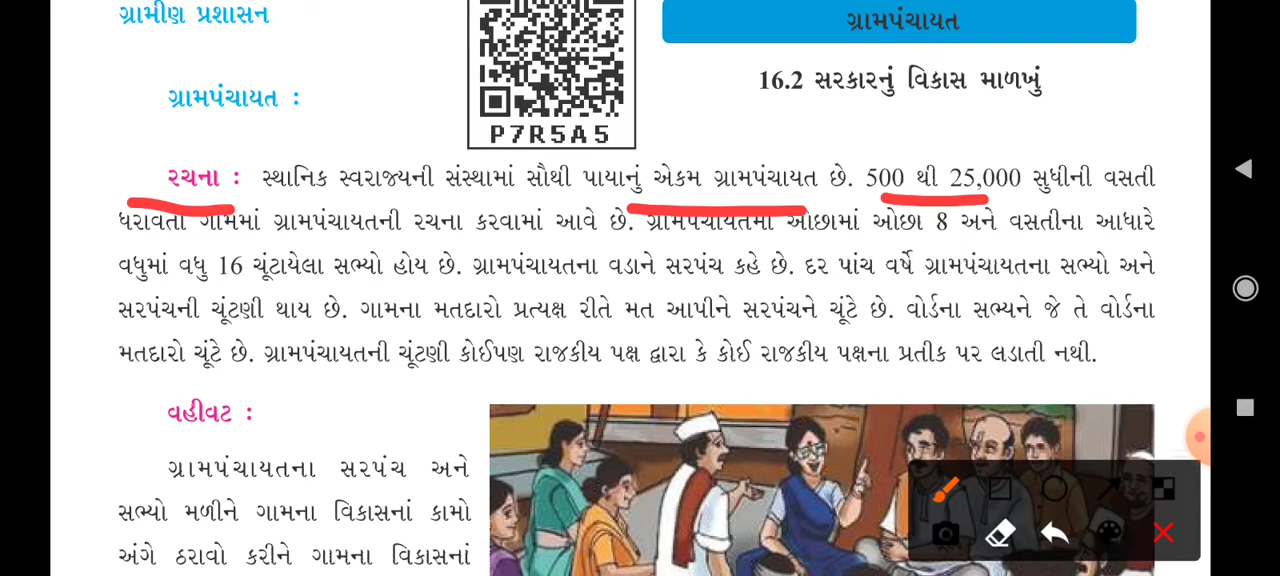 ગ્રામીણ પ્રશાસન
ગ્રામપંચાયત
16.2 સરકારનું વિકાસ માળખું
ગ્રામપંચાયત :
P7R5A5
રચના : સ્થાનિક સ્વરાજ્યની સંસ્થામાં સૌથી પાયાનું એકમ ગ્રામપંચાયત છે. 500 થી 25,000 સુધીની વસતી
ધરાવતા ગામમાં ગ્રામપંચાયતની રચના કરવામાં આવે છે. ગ્રામપંચાયતમાં ઓછામાં ઓછા 8 અને વસતીના આધારે
વધુમાં વધુ 16 ચૂંટાયેલા સભ્યો હોય છે. ગ્રામપંચાયતના વડાને સરપંચ કહે છે. દર પાંચ વર્ષે ગ્રામપંચાયતના સભ્યો અને
સરપંચની ચૂંટણી થાય છે. ગામના મતદારો પ્રત્યક્ષ રીતે મત આપીને સરપંચને ચૂંટે છે. વોર્ડના સભ્યને જે તે વોર્ડના
મતદારો ચૂંટે છે. ગ્રામપંચાયતની ચૂંટણી કોઈપણ રાજકીય પક્ષ દ્વારા કે કોઈ રાજકીય પક્ષના પ્રતીક પર લડાતી નથી.
વહીવટ :
ગ્રામપંચાયતના સરપંચ અને
સભ્યો મળીને ગામના વિકાસનાં કામો
અંગે ઠરાવો કરીને ગામના વિકાસનાં